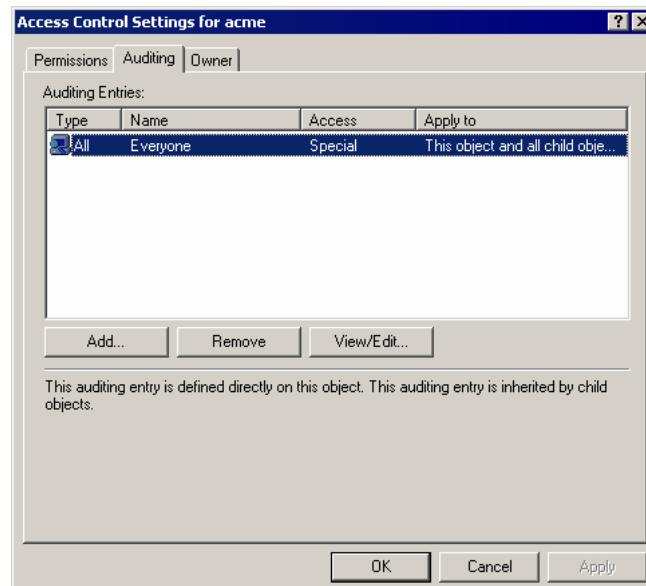 Access Control Settings for acme
Permissions Auditing Owner
Auditing Entries:
Type Name Access Apply to
All Everyone Special This object and all child obje...
Add... Remove View/Edit...
This auditing entry is defined directly on this object. This auditing entry is inherited by child
objects.
OK Cancel Apply